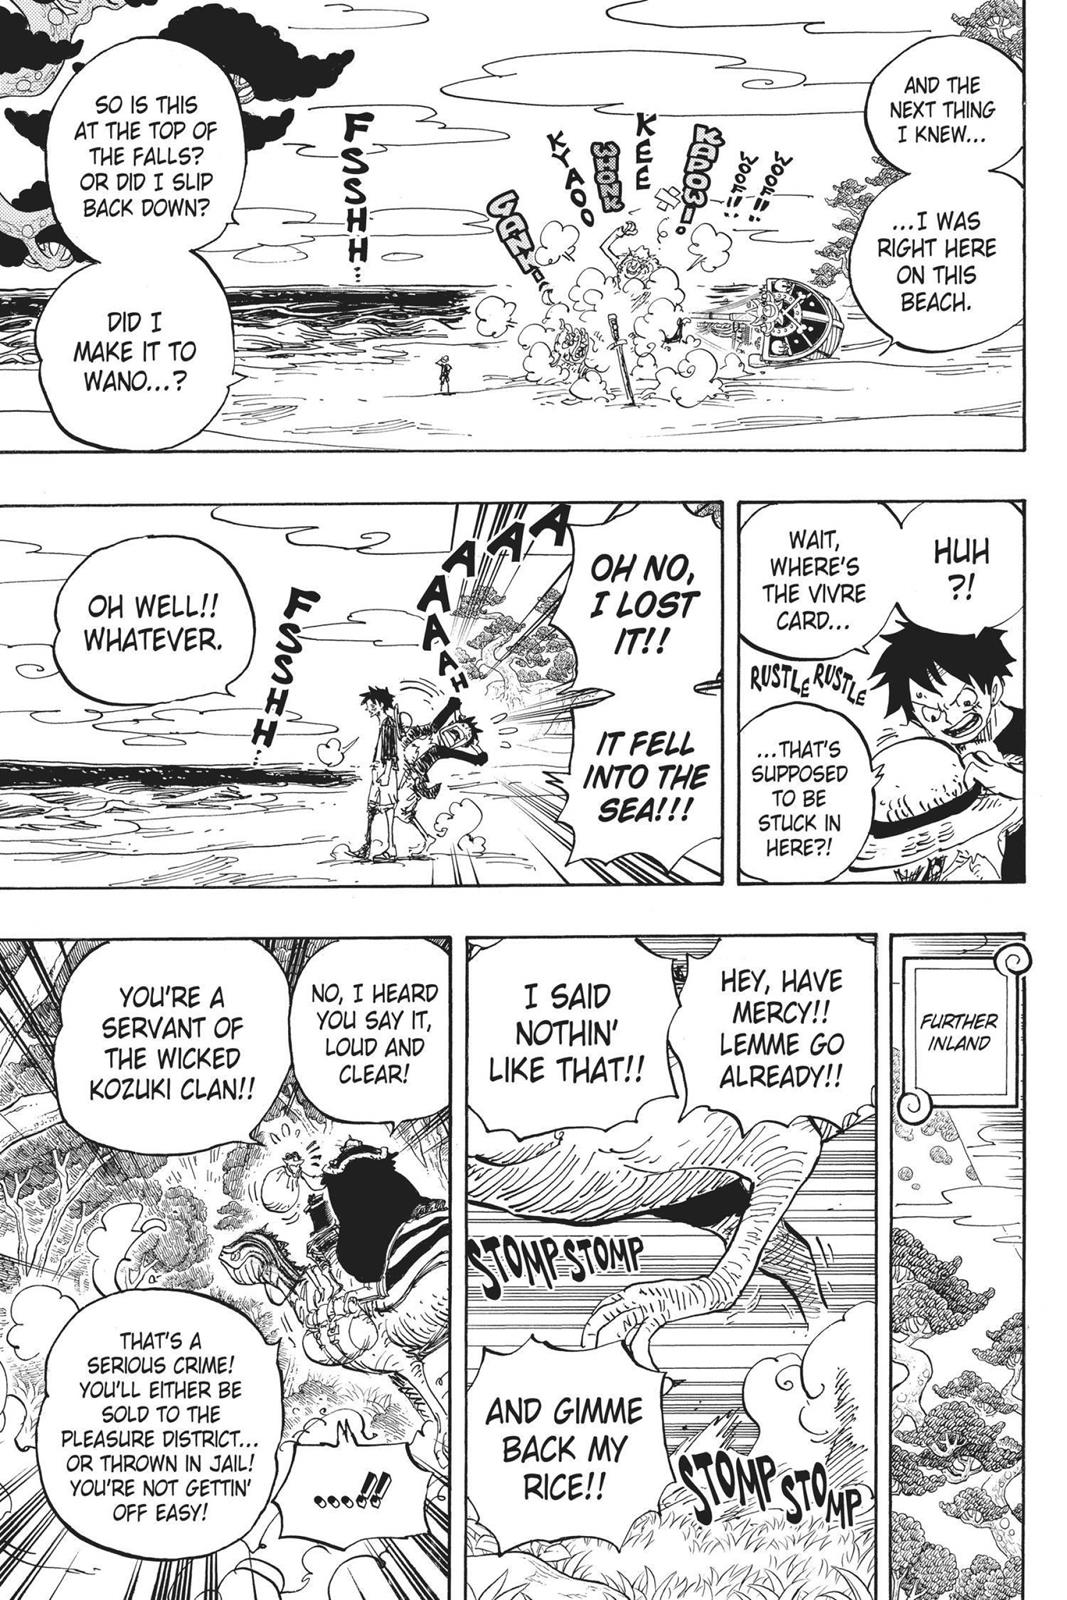 AND THE
NEXT THING
I KNEW...
...I WAS
RIGHT HERE
ON THIS
BEACH.
WOOF!!
WOOF!!
KAPOW!
KEE
WHONK
KYAOO
GANK!
FSSHH...
SO IS THIS
AT THE TOP OF
THE FALLS?
OR DID I SLIP
BACK DOWN?
DID I
MAKE IT TO
WANO...?
HUH
?!
WAIT,
WHERE'S
THE VIVRE
CARD...
RUSTLE RUSTLE
...THAT'S
SUPPOSED
TO BE
STUCK IN
HERE?!
OH NO,
I LOST
IT!!
IT FELL
INTO THE
SEA!!!
AAAAAAH
FSSHH...
OH WELL!!
WHATEVER.
FURTHER
INLAND
HEY, HAVE
MERCY!!
LEMME GO
ALREADY!!
I SAID
NOTHIN'
LIKE THAT!!
STOMP STOMP
AND GIMME
BACK MY
RICE!!
STOMP STOMP
NO, I HEARD
YOU SAY IT,
LOUD AND
CLEAR!
YOU'RE A
SERVANT OF
THE WICKED
KOZUKI CLAN!!
THAT'S A
SERIOUS CRIME!
YOU'LL EITHER BE
SOLD TO THE
PLEASURE DISTRICT...
OR THROWN IN JAIL!
YOU'RE NOT GETTIN'
OFF EASY!
....!!